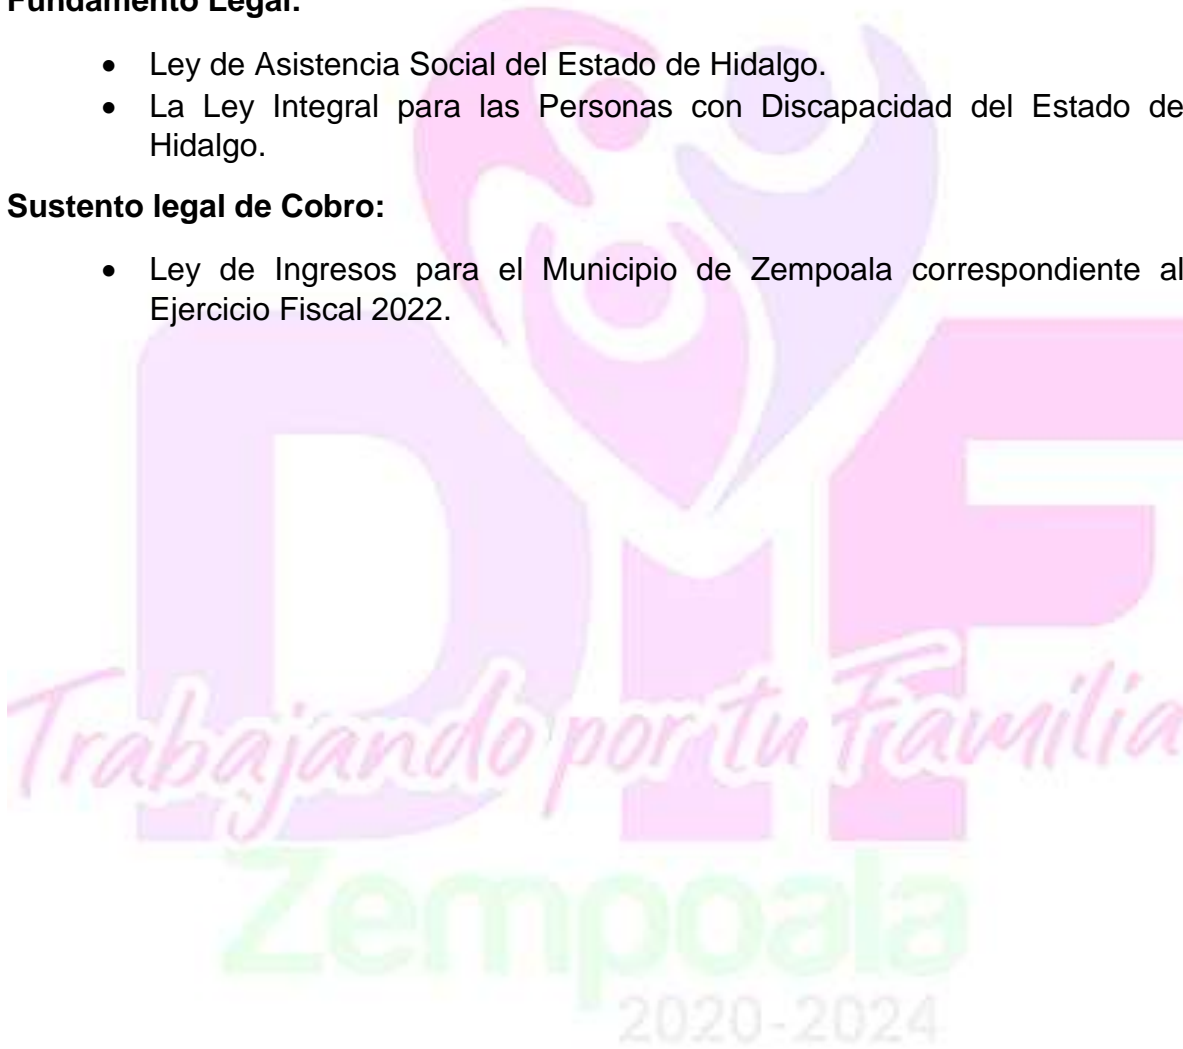 Fundamento Legal:
• Ley de Asistencia Social del Estado de Hidalgo.
• La Ley Integral para las Personas con Discapacidad del Estado de
Hidalgo.
Sustento legal de Cobro:
• Ley de Ingresos para el Municipio de Zempoala correspondiente al
Ejercicio Fiscal 2022.
DIF
Trabajando por tu Familia
Zempoala
2020-2024